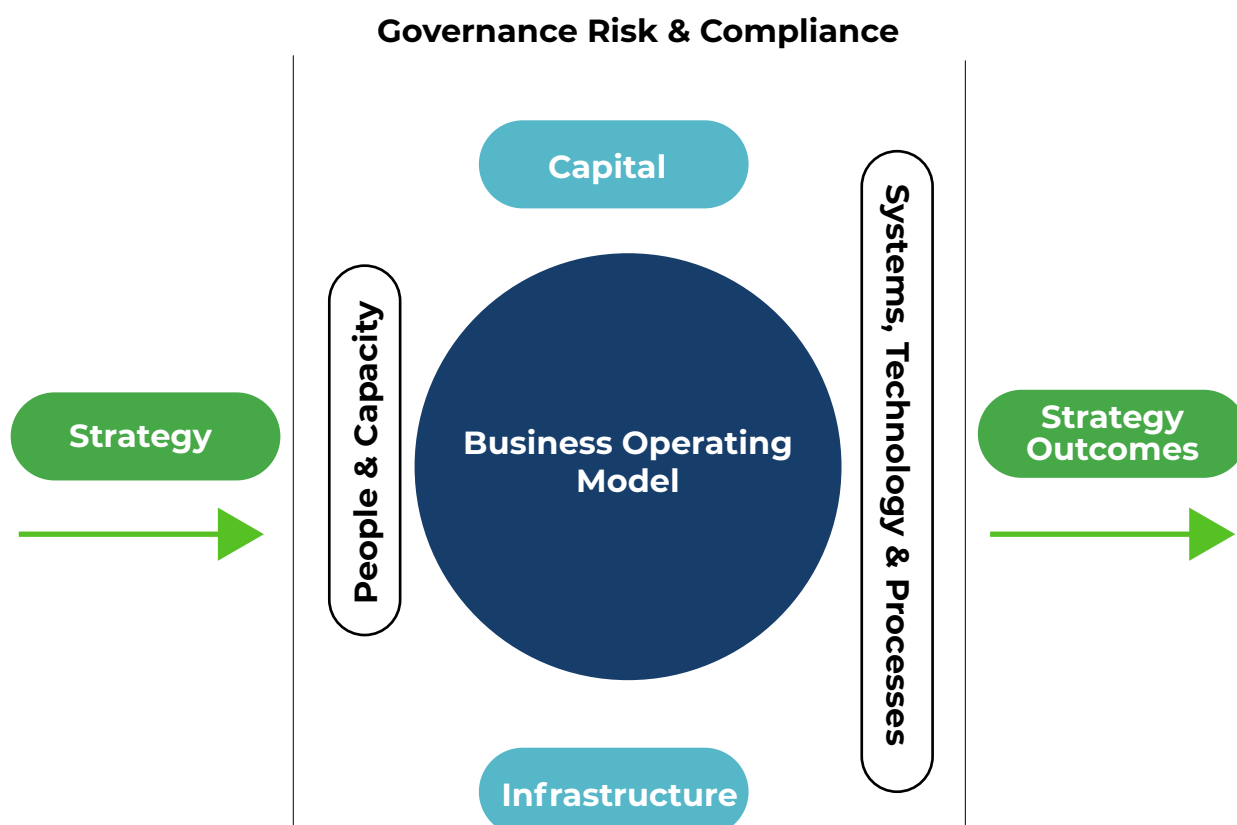 Governance Risk & Compliance
Capital
Systems, Technology & Processes
People & Capacity
Strategy
Business Operating
Model
Strategy
Outcomes
Infrastructure